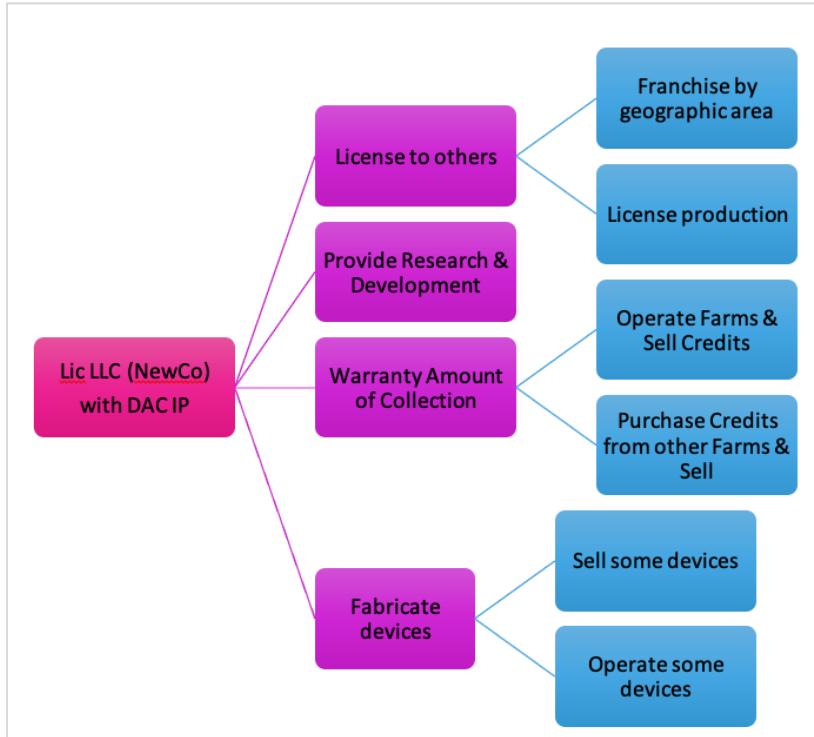 Lic LLC (NewCo)
with DAC IP
License to others
Franchise by
geographic area
License production
Provide Research &
Development
Warranty Amount
of Collection
Operate Farms &
Sell Credits
Purchase Credits
from other Farms &
Sell
Fabricate
devices
Sell some devices
Operate some
devices